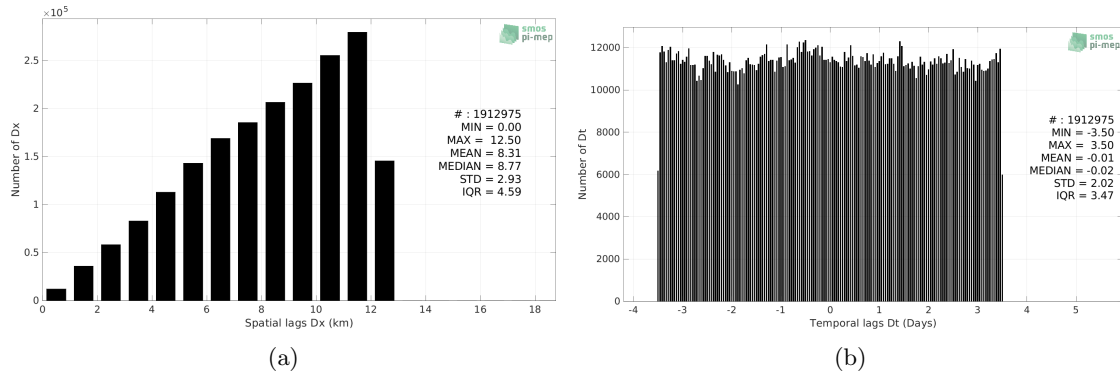 ×10⁵
2.5
2
1.5
1
0.5
0
0 2 4 6 8 10 12 14 16 18
Number of Dx
Spatial lags Dx (km)
smos
pi-mep
# : 1912975
MIN = 0.00
MAX = 12.50
MEAN = 8.31
MEDIAN = 8.77
STD = 2.93
IQR = 4.59
(a)
12000
10000
8000
6000
4000
2000
0
-4 -3 -2 -1 0 1 2 3 4 5
Number of Dt
Temporal lags Dt (Days)
smos
pi-mep
# : 1912975
MIN = -3.50
MAX = 3.50
MEAN = -0.01
MEDIAN = -0.02
STD = 2.02
IQR = 3.47
(b)